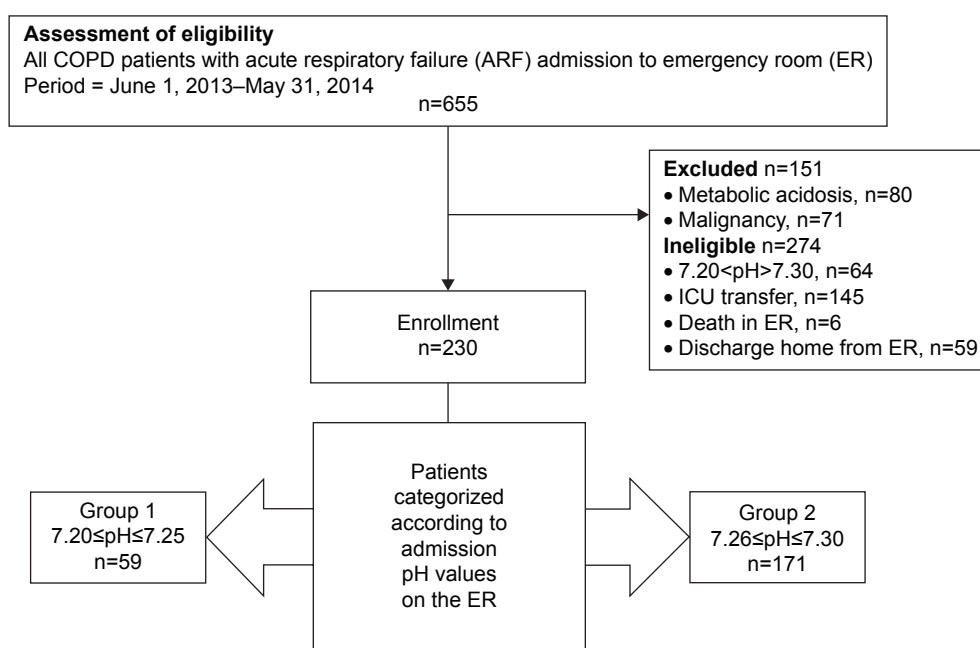 Assessment of eligibility
All COPD patients with acute respiratory failure (ARF) admission to emergency room (ER)
Period = June 1, 2013–May 31, 2014
n=655
Excluded n=151
• Metabolic acidosis, n=80
• Malignancy, n=71
Ineligible n=274
• 7.20<pH>7.30, n=64
• ICU transfer, n=145
• Death in ER, n=6
• Discharge home from ER, n=59
Enrollment
n=230
Patients
categorized
according to
admission
pH values
on the ER
Group 1
7.20≤pH≤7.25
n=59
Group 2
7.26≤pH≤7.30
n=171